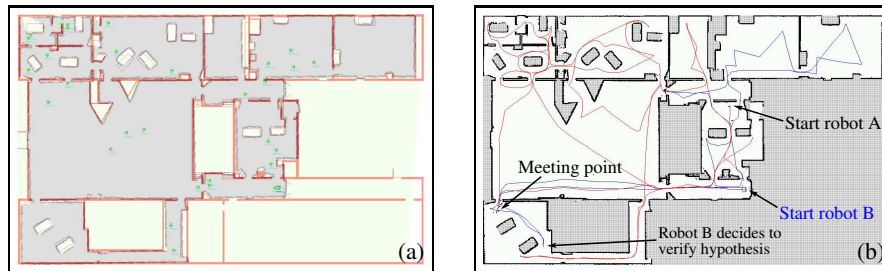 (a)
Start robot A
Meeting point
Start robot B
Robot B decides to
verify hypothesis
(b)